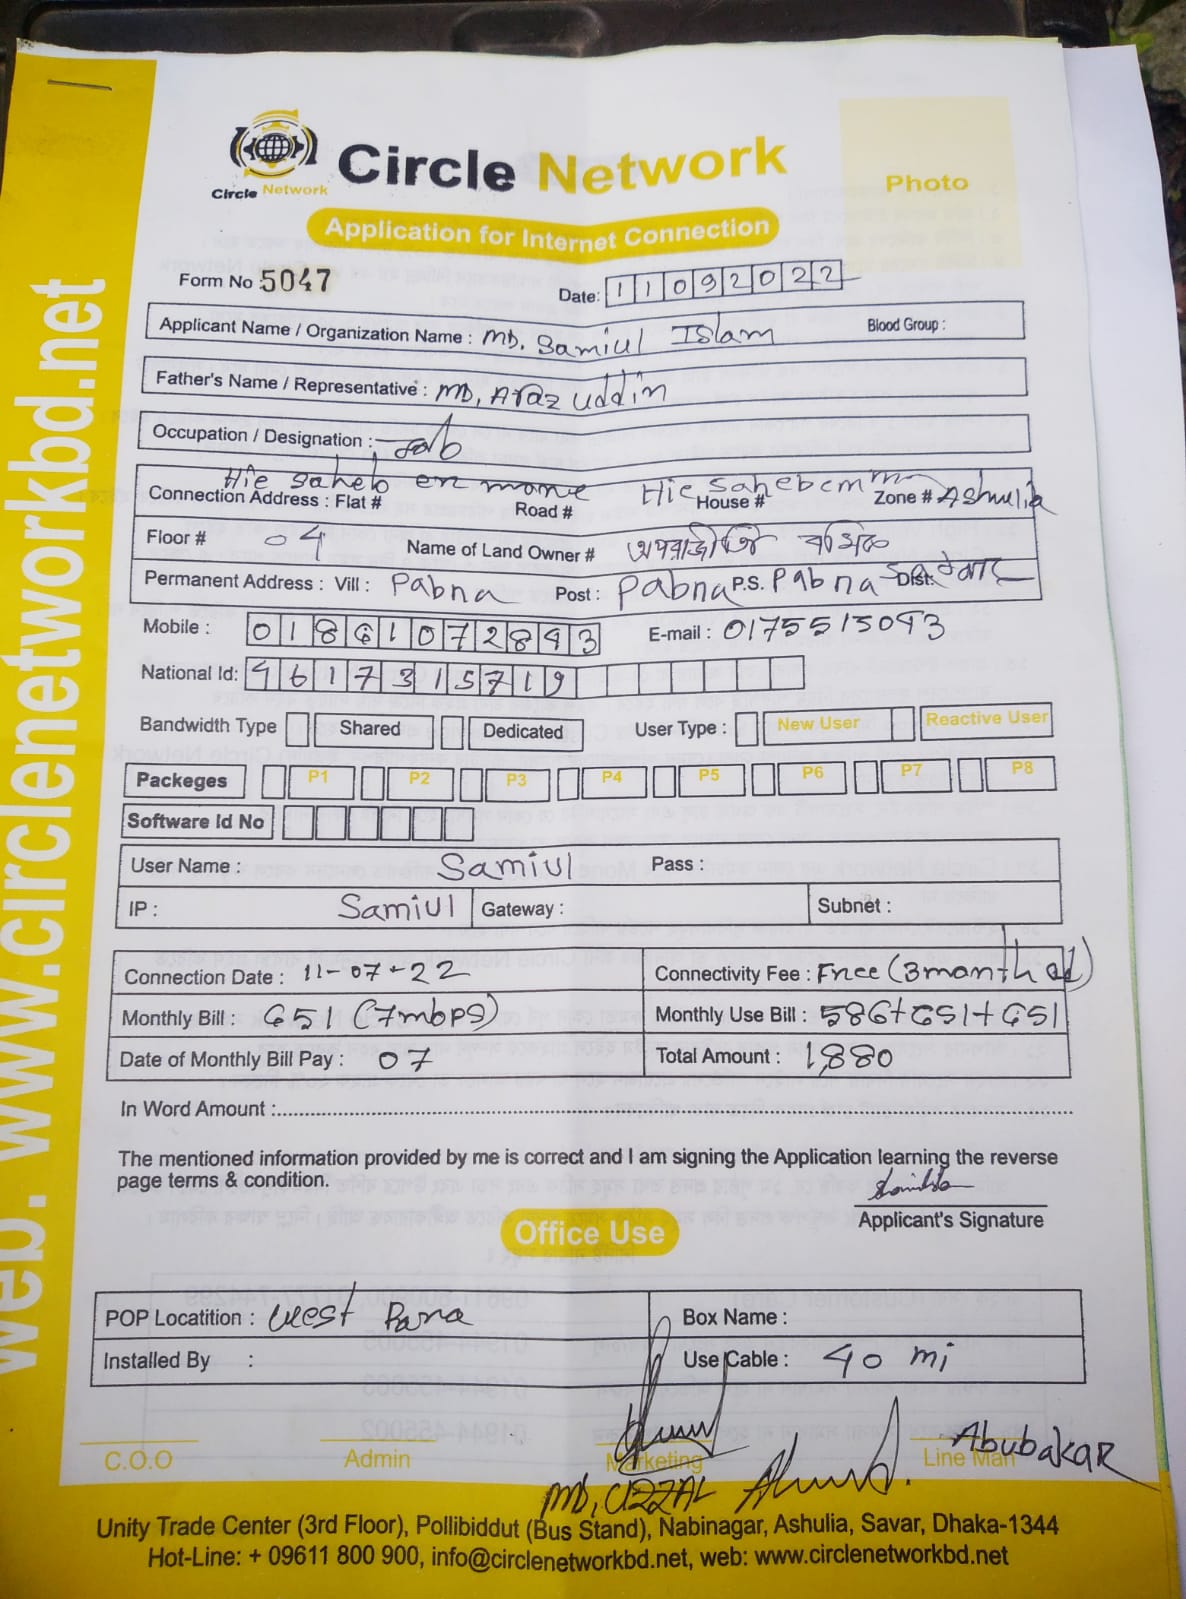 web. www.circlenetworkbd.net
Circle Network
Circle Network
Photo
Application for Internet Connection
Form No :5047
Date: 11092022
Applicant Name / Organization Name : MD. Samiul Islam Blood Group :
Father's Name / Representative : MD, Araz uddin
Occupation / Designation : Job
Hie saheb er mone Hie saheb
Connection Address : Flat # Road # House # Zone # Ashulia
Floor # 04 Name of Land Owner #
Permanent Address : Vill : Pabna Post : Pabna P.S. Pabna Dist:
Mobile : 01861072893 E-mail : 0175513093
National Id: 4617315719
Bandwidth Type Shared Dedicated User Type : New User Reactive User
Packeges P1 P2 P3 P4 P5 P6 P7 P8
Software Id No
User Name : Samiul Pass :
IP : Samiul Gateway : Subnet :
Connection Date : 11-07-22 Connectivity Fee : Free (3 month
Monthly Bill : 651 (7mbps) Monthly Use Bill : 586+651+651
Date of Monthly Bill Pay : 07 Total Amount : 1,880
In Word Amount :
The mentioned information provided by me is correct and I am signing the Application learning the reverse
page terms & condition.
Applicant's Signature
Office Use
POP Locatition : West Para Box Name :
Installed By : Use Cable : 40 mi
C.O.O Admin Marketing Line Man Abubakar
MD,
Unity Trade Center (3rd Floor), Pollibiddut (Bus Stand), Nabinagar, Ashulia, Savar, Dhaka-1344
Hot-Line: + 09611 800 900, info@circlenetworkbd.net, web: www.circlenetworkbd.net